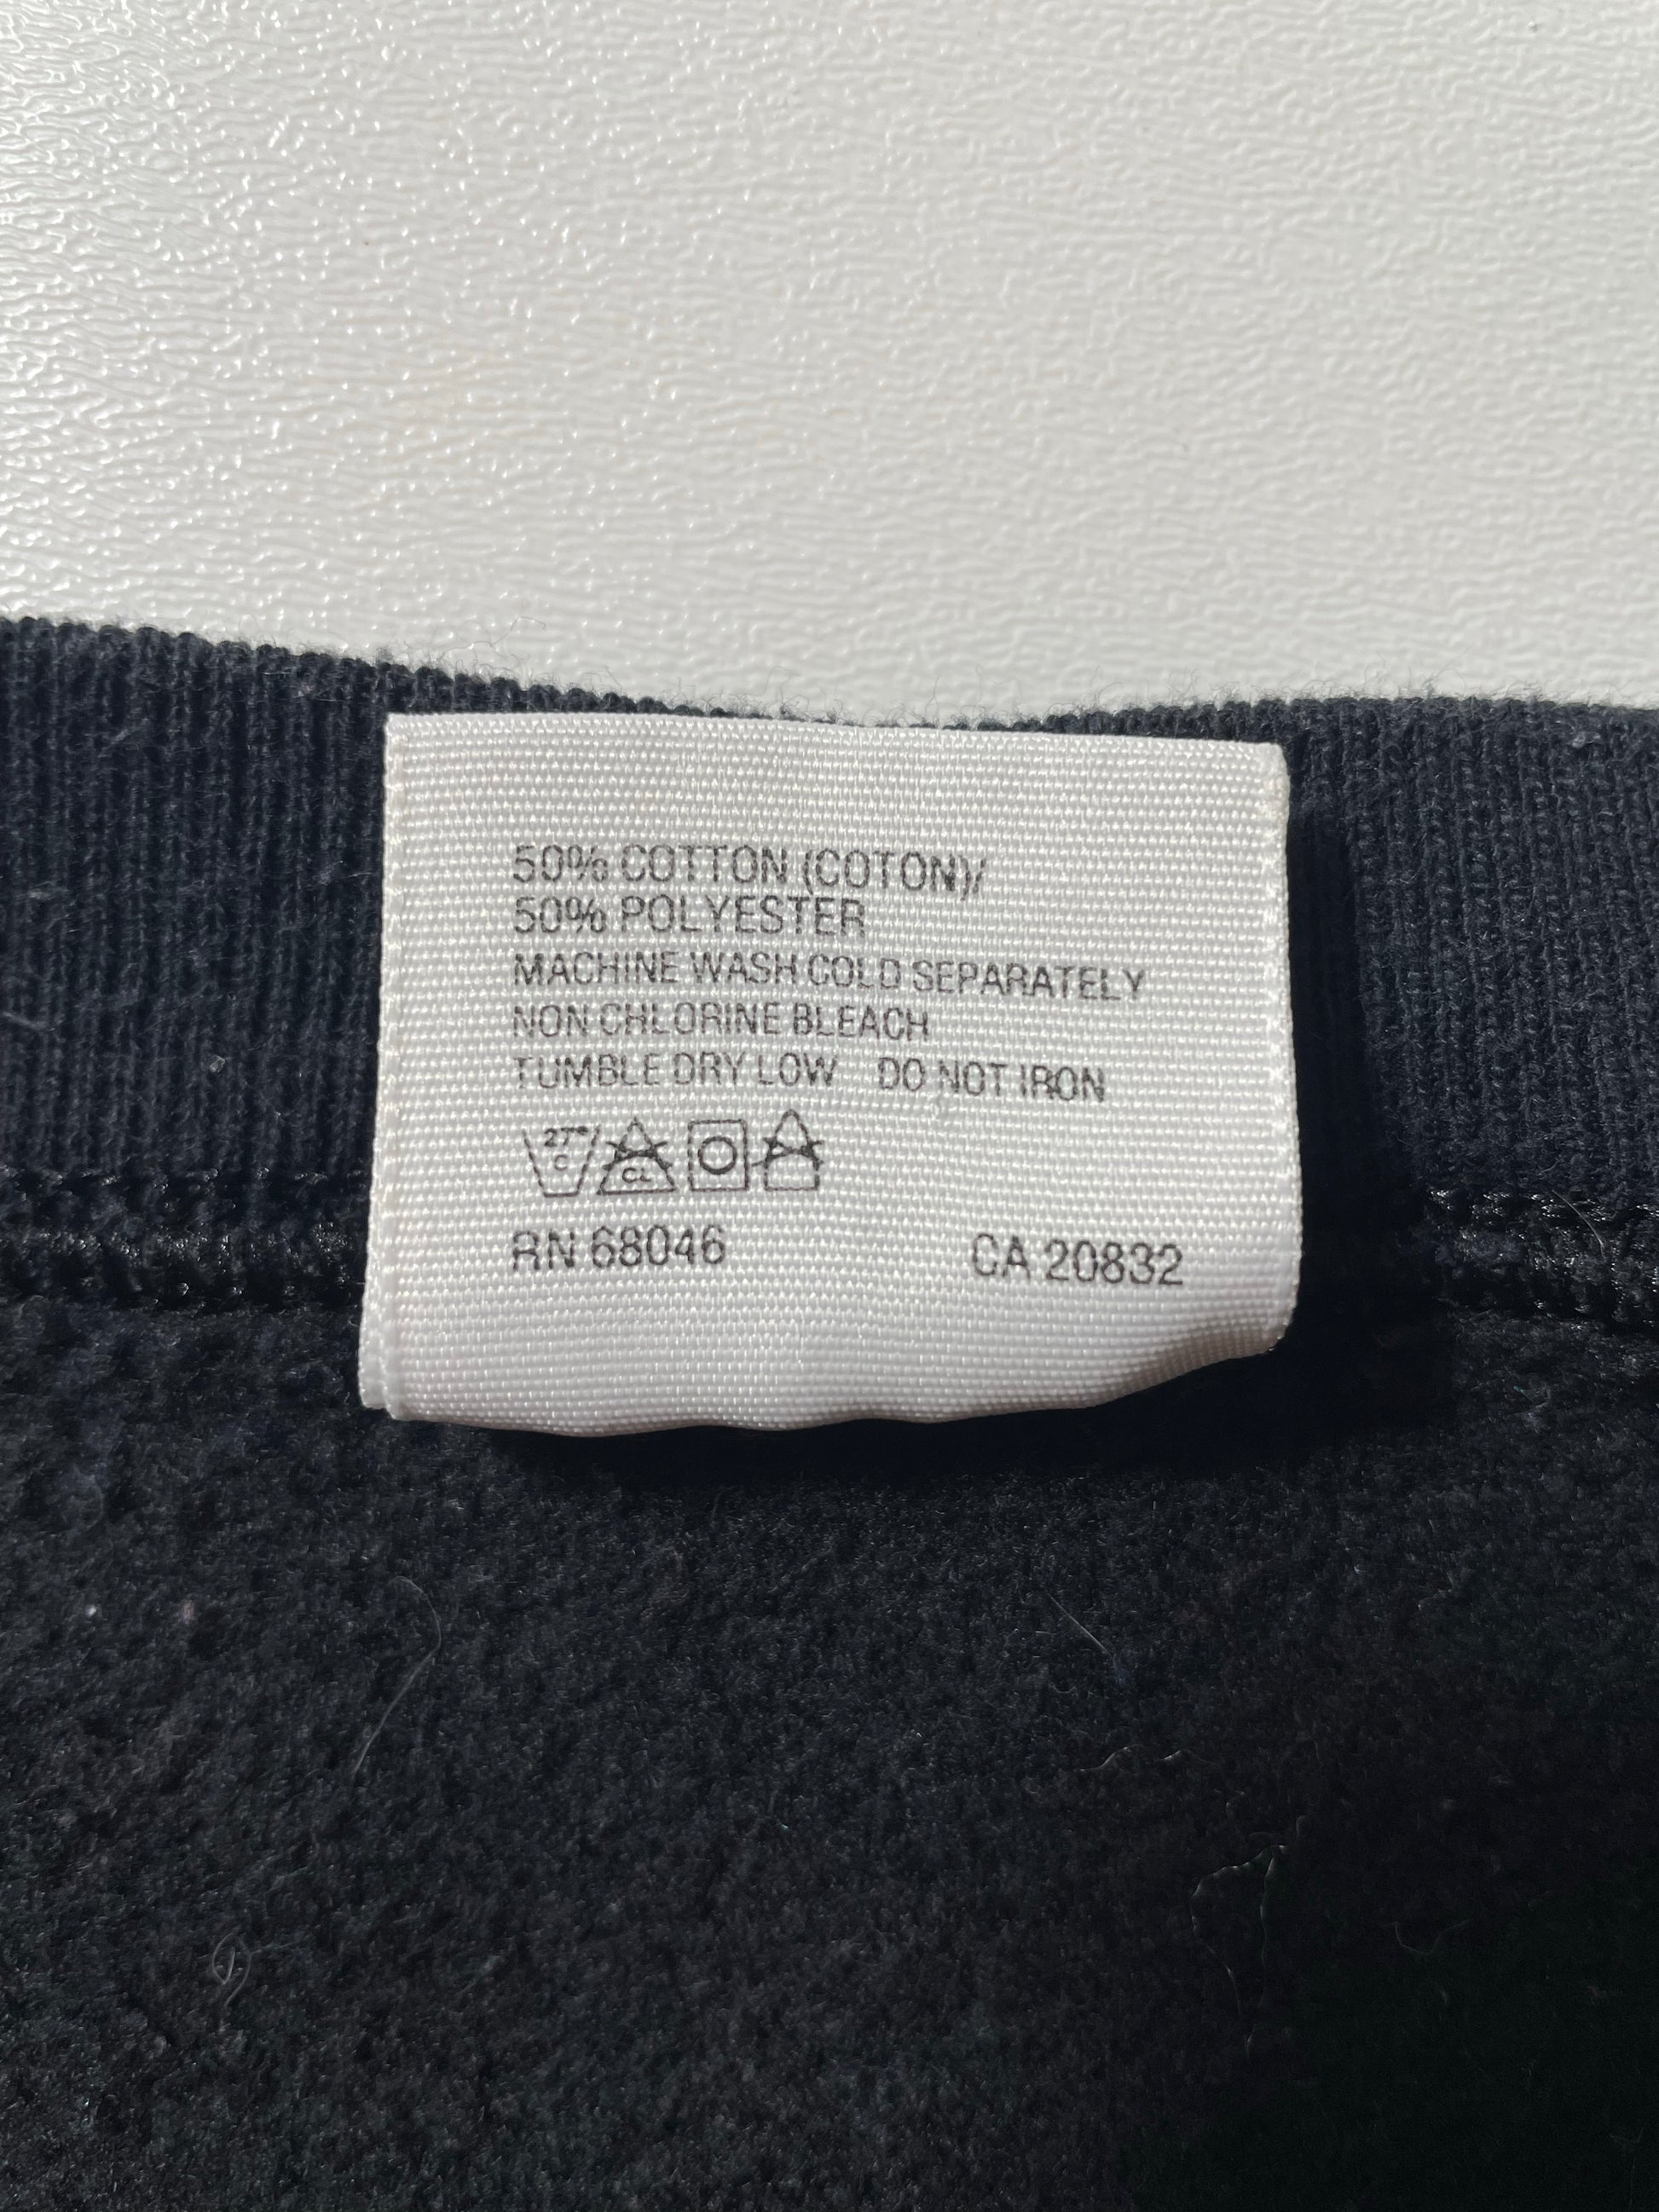 50% COTTON (COTON)/
50% POLYESTER
MACHINE WASH COLD SEPARATELY
NON CHLORINE BLEACH
TUMBLE DRY LOW DO NOT IRON
27° C CL
RN 68046 CA 20832